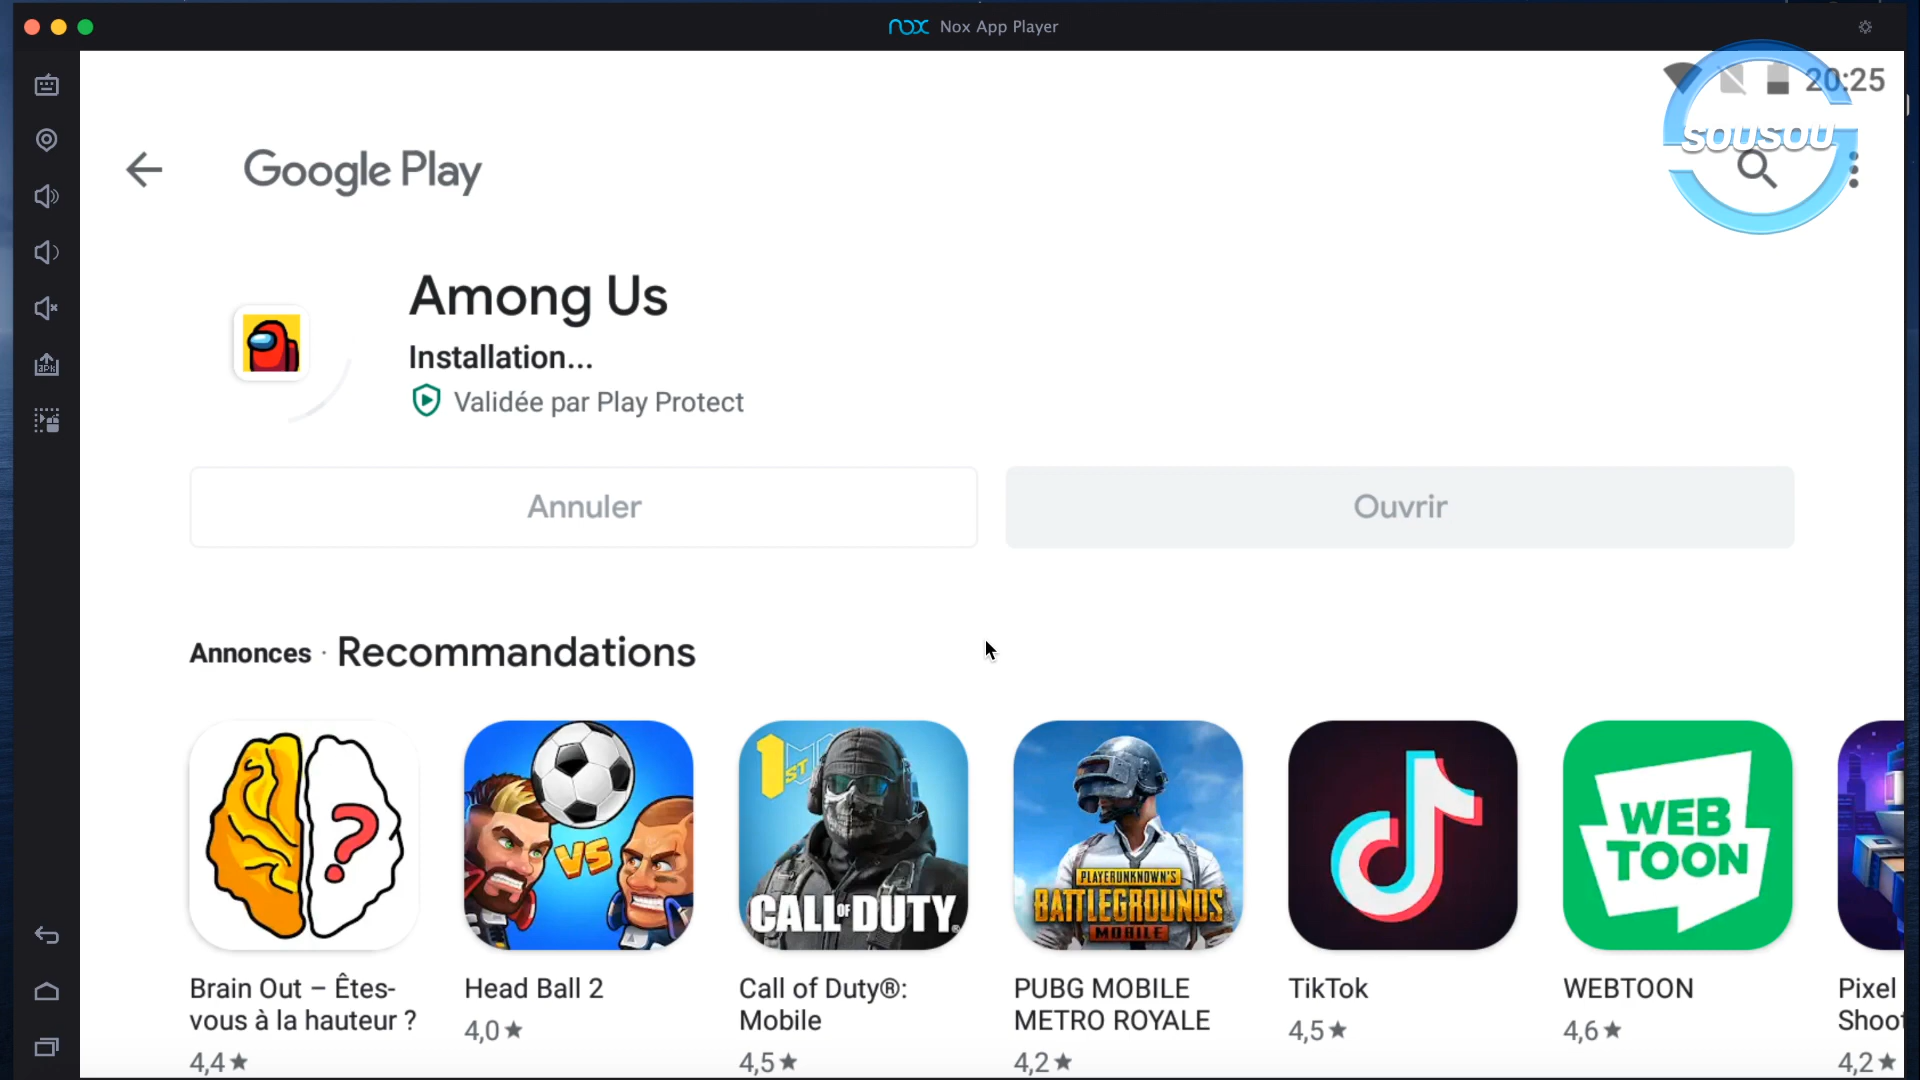 nox Nox App Player
20:25
SOUSOU
Google Play
Among Us
Installation...
Validée par Play Protect
Annuler
Ouvrir
Annonces · Recommandations
1ST
VS
CALL OF DUTY®
PLAYERUNKNOWN'S
BATTLEGROUNDS
MOBILE
WEB
TOON
Brain Out – Êtes-
vous à la hauteur ?
4,4★
Head Ball 2
4,0★
Call of Duty®:
Mobile
4,5★
PUBG MOBILE
METRO ROYALE
4,2★
TikTok
4,5★
WEBTOON
4,6★
Pixel
4,2★